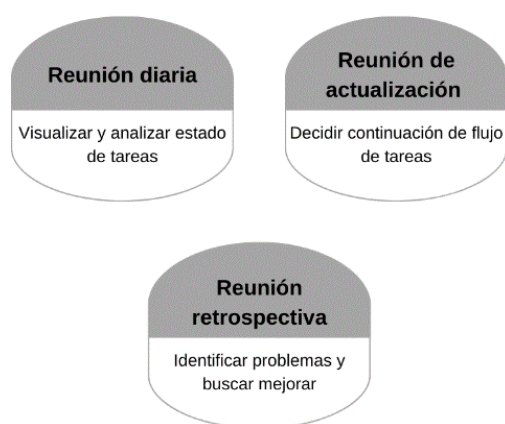 Reunión diaria
Visualizar y analizar estado
de tareas
Reunión de
actualización
Decidir continuación de flujo
de tareas
Reunión
retrospectiva
Identificar problemas y
buscar mejorar